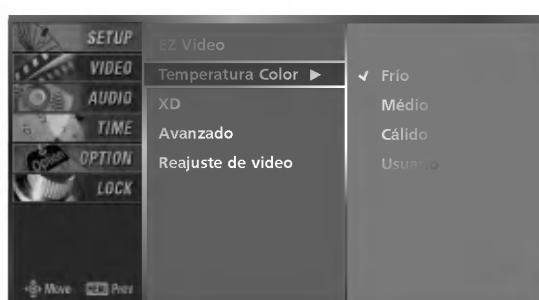 SETUP
VIDEO
AUDIO
TIME
OPTION
LOCK
Move
Prev
EZ Video
Temperatura Color ▶
XD
Avanzado
Reajuste de video
✓ Frío
Médio
Cálido
Usuario